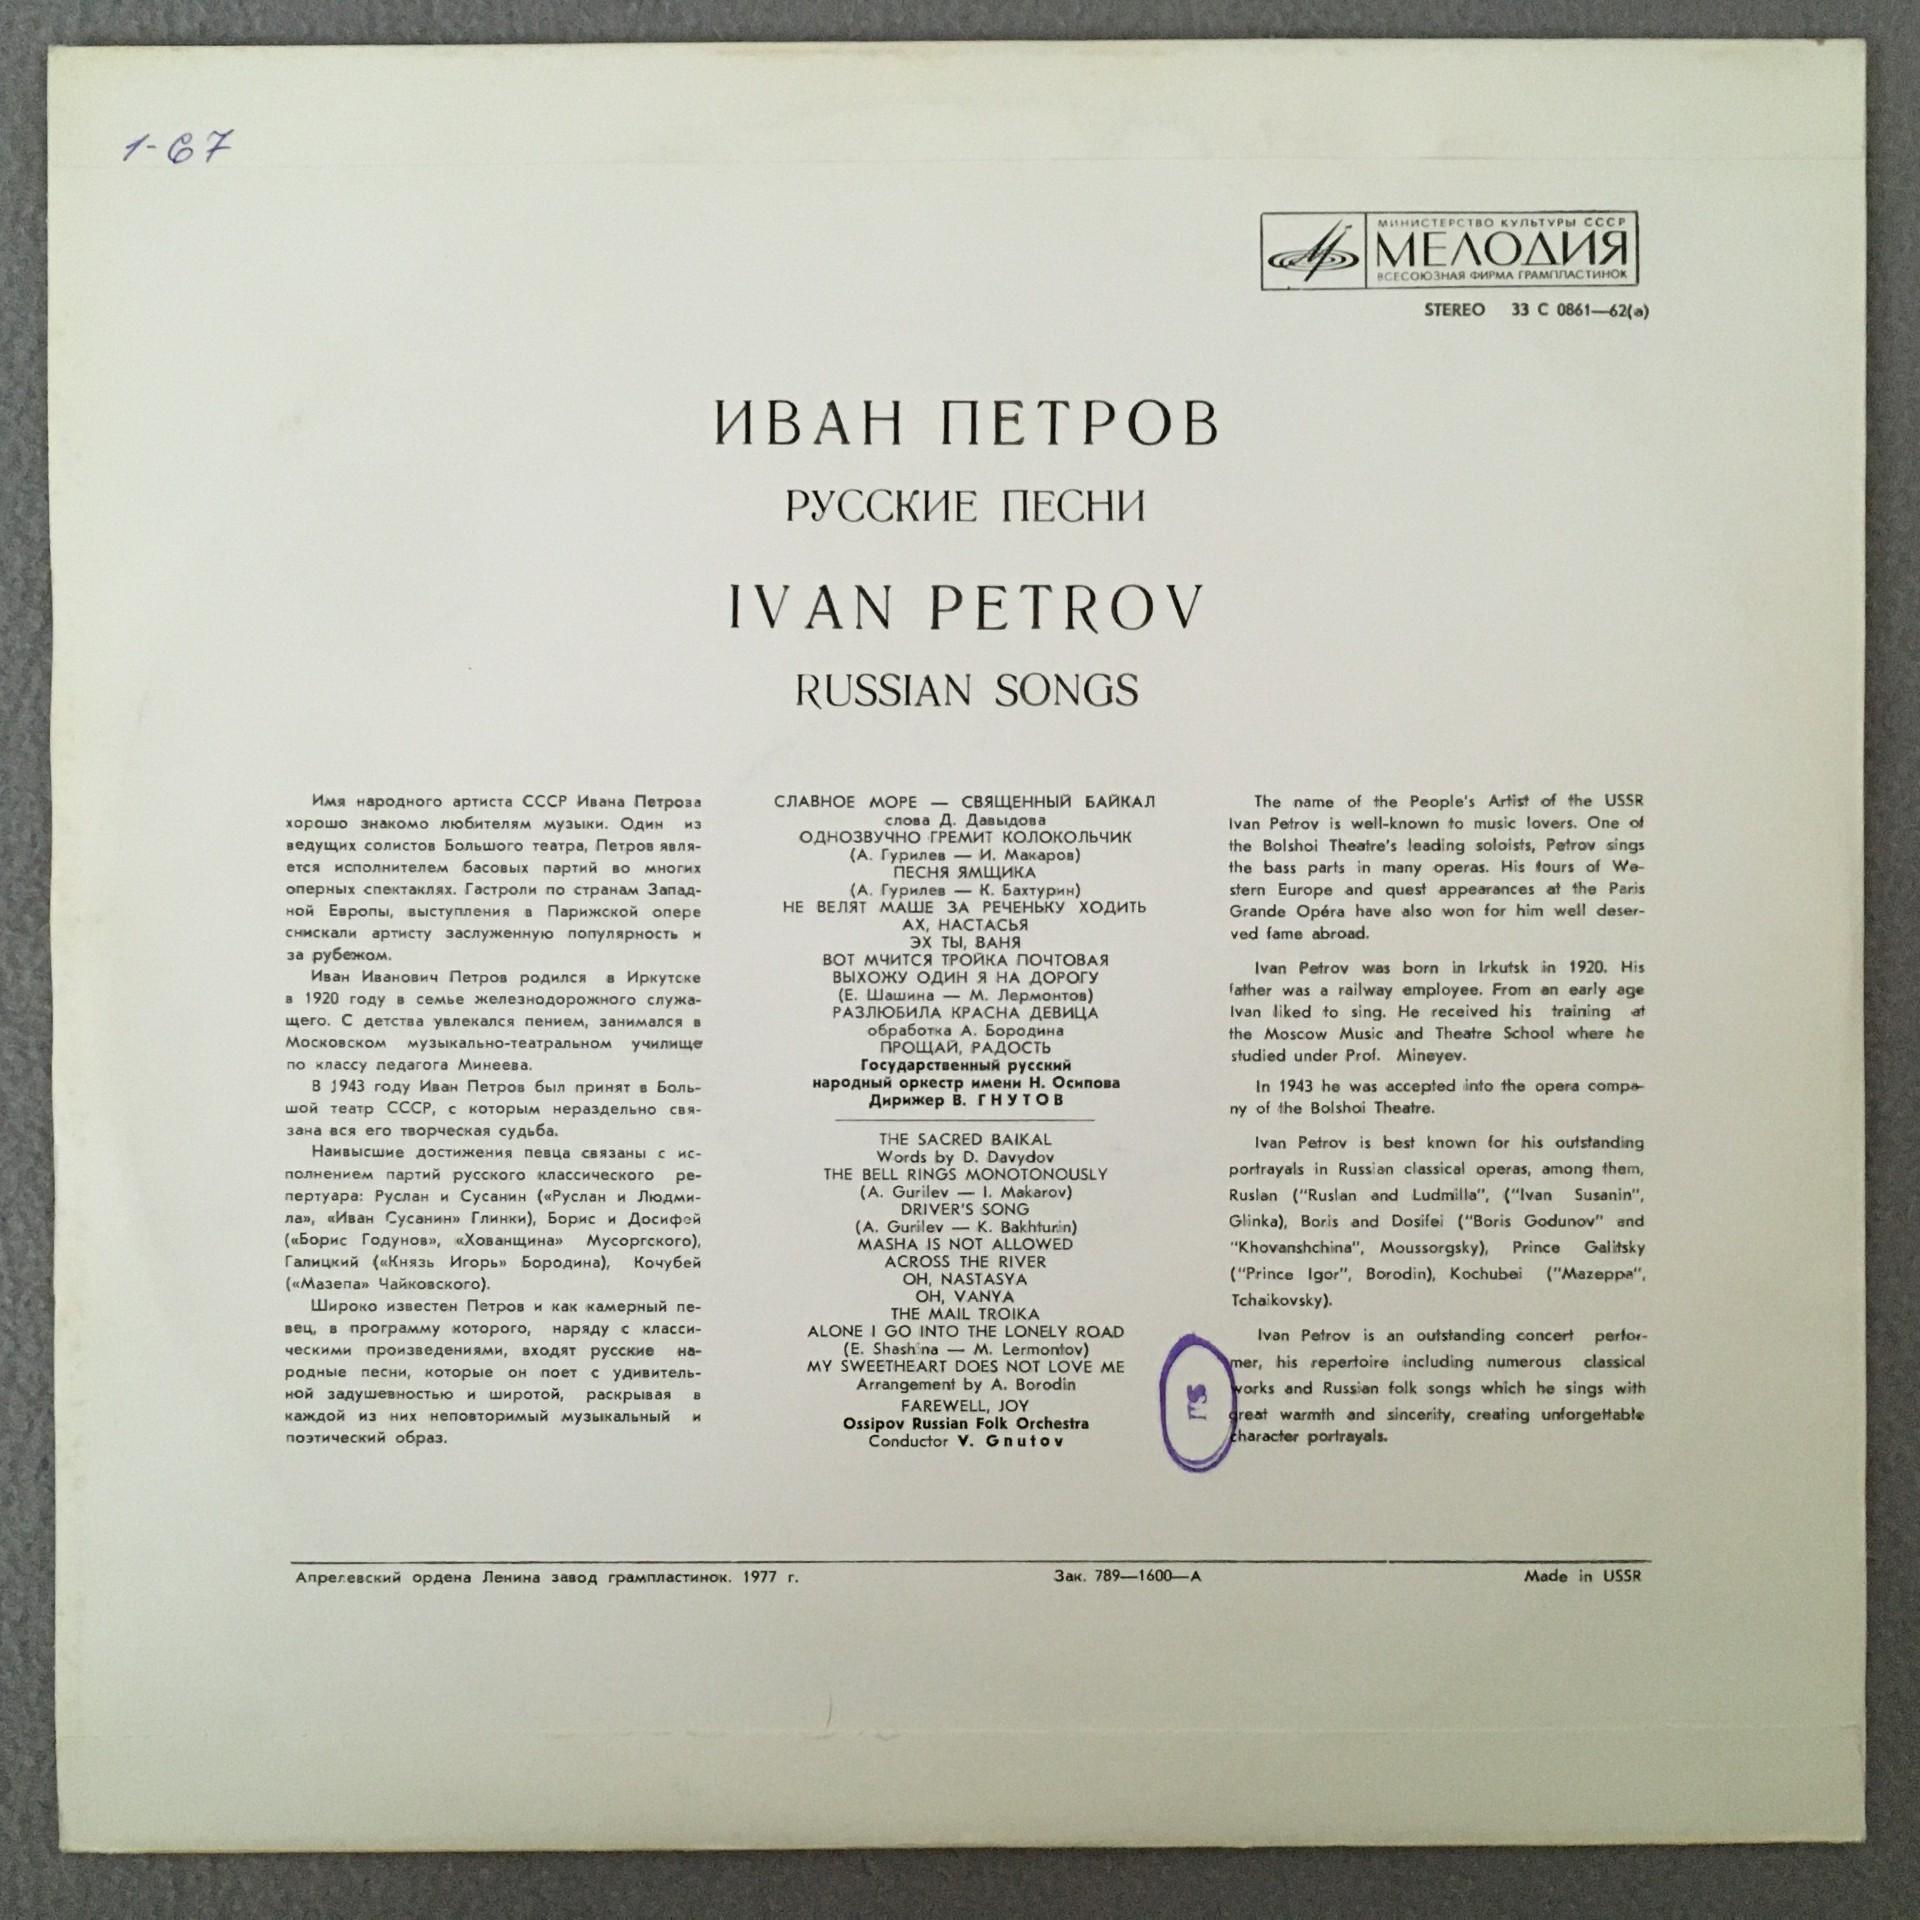 1-67
МИНИСТЕРСТВО КУЛЬТУРЫ СССР
МЕЛОДИЯ
ВСЕСОЮЗНАЯ ФИРМА ГРАМПЛАСТИНОК
STEREO 33 С 0861—62(а)
ИВАН ПЕТРОВ
РУССКИЕ ПЕСНИ
IVAN PETROV
RUSSIAN SONGS
Имя народного артиста СССР Ивана Петрова
хорошо знакомо любителям музыки. Один из
ведущих солистов Большого театра, Петров явля-
ется исполнителем басовых партий во многих
оперных спектаклях. Гастроли по странам Запад-
ной Европы, выступления в Парижской опере
снискали артисту заслуженную популярность и
за рубежом.
Иван Иванович Петров родился в Иркутске
в 1920 году в семье железнодорожного служа-
щего. С детства увлекался пением, занимался в
Московском музыкально-театральном училище
по классу педагога Минеева.
В 1943 году Иван Петров был принят в Боль-
шой театр СССР, с которым нераздельно свя-
зана вся его творческая судьба.
Наивысшие достижения певца связаны с ис-
полнением партий русского классического ре-
пертуара: Руслан и Сусанин («Руслан и Людми-
ла», «Иван Сусанин» Глинки), Борис и Досифей
(«Борис Годунов», «Хованщина» Мусоргского),
Галицкий («Князь Игорь» Бородина), Кочубей
(«Мазепа» Чайковского).
Широко известен Петров и как камерный пе-
вец, в программу которого, наряду с класси-
ческими произведениями, входят русские на-
родные песни, которые он поет с удивитель-
ной задушевностью и широтой, раскрывая в
каждой из них неповторимый музыкальный и
поэтический образ.
СЛАВНОЕ МОРЕ — СВЯЩЕННЫЙ БАЙКАЛ
слова Д. Давыдова
ОДНОЗВУЧНО ГРЕМИТ КОЛОКОЛЬЧИК
(А. Гурилев — И. Макаров)
ПЕСНЯ ЯМЩИКА
(А. Гурилев — К. Бахтурин)
НЕ ВЕЛЯТ МАШЕ ЗА РЕЧЕНЬКУ ХОДИТЬ
АХ, НАСТАСЬЯ
ЭХ ТЫ, ВАНЯ
ВОТ МЧИТСЯ ТРОЙКА ПОЧТОВАЯ
ВЫХОЖУ ОДИН Я НА ДОРОГУ
(Е. Шашина — М. Лермонтов)
РАЗЛЮБИЛА КРАСНА ДЕВИЦА
обработка А. Бородина
ПРОЩАЙ, РАДОСТЬ
Государственный русский
народный оркестр имени Н. Осипова
Дирижер В. ГНУТОВ
THE SACRED BAIKAL
Words by D. Davydov
THE BELL RINGS MONOTONOUSLY
(A. Gurilev — I. Makarov)
DRIVER'S SONG
(A. Gurilev — K. Bakhturin)
MASHA IS NOT ALLOWED
ACROSS THE RIVER
OH, NASTASYA
OH, VANYA
THE MAIL TROIKA
ALONE I GO INTO THE LONELY ROAD
(E. Shashina — M. Lermontov)
MY SWEETHEART DOES NOT LOVE ME
Arrangement by A. Borodin
FAREWELL, JOY
Ossipov Russian Folk Orchestra
Conductor V. Gnutov
The name of the People's Artist of the USSR
Ivan Petrov is well-known to music lovers. One of
the Bolshoi Theatre's leading soloists, Petrov sings
the bass parts in many operas. His tours of We-
stern Europe and quest appearances at the Paris
Grande Opéra have also won for him well deser-
ved fame abroad.
Ivan Petrov was born in Irkutsk in 1920. His
father was a railway employee. From an early age
Ivan liked to sing. He received his training at
the Moscow Music and Theatre School where he
studied under Prof. Mineyev.
In 1943 he was accepted into the opera compa-
ny of the Bolshoi Theatre.
Ivan Petrov is best known for his outstanding
portrayals in Russian classical operas, among them,
Ruslan ("Ruslan and Ludmilla", ("Ivan Susanin",
Glinka), Boris and Dosifei ("Boris Godunov" and
"Khovanshchina", Moussorgsky), Prince Galitsky
("Prince Igor", Borodin), Kochubei ("Mazeppa",
Tchaikovsky).
Ivan Petrov is an outstanding concert perfor-
mer, his repertoire including numerous classical
works and Russian folk songs which he sings with
great warmth and sincerity, creating unforgettable
character portrayals.
Апрелевский ордена Ленина завод грампластинок. 1977 г.
Зак. 789—1600—А
Made in USSR